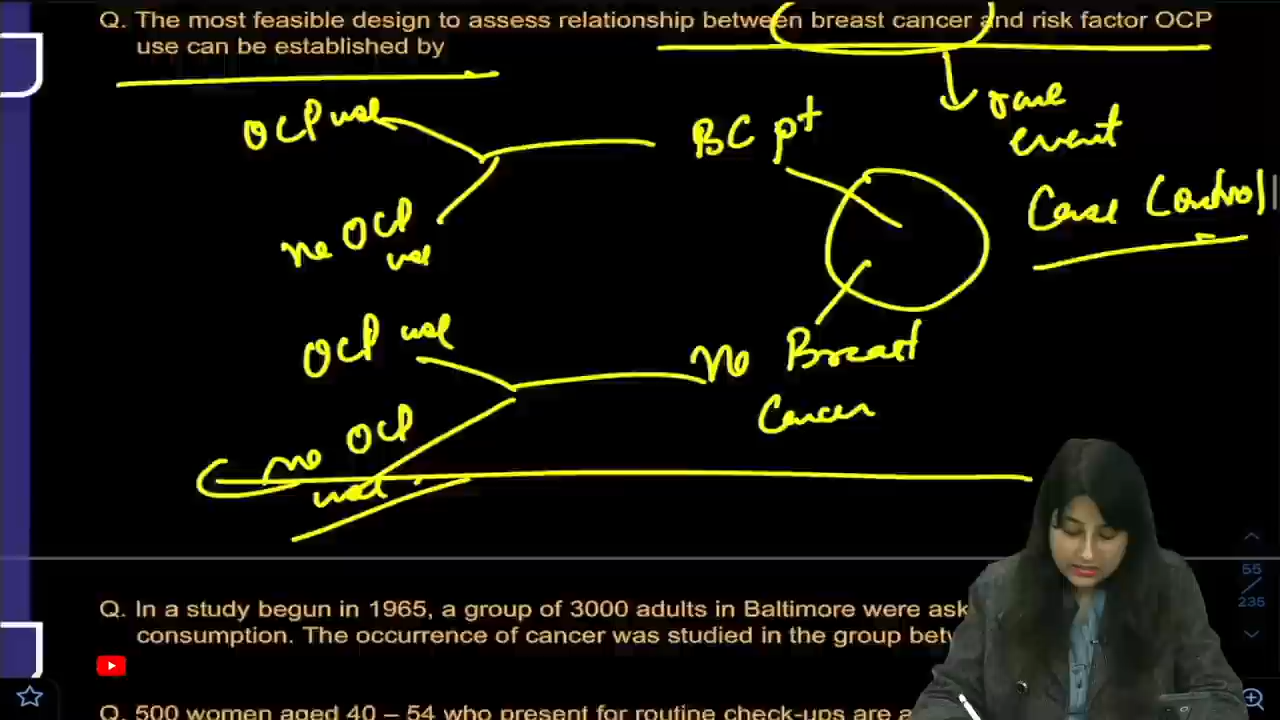 Q. The most feasible design to assess relationship between breast cancer and risk factor OCP
use can be established by
OCP use
no OCP
use
BC pt
rare
event
Case Control
OCP use
no OCP
use
No Breast
Cancer
Q. In a study begun in 1965, a group of 3000 adults in Baltimore were ask
consumption. The occurrence of cancer was studied in the group betw
Q. 500 women aged 40 – 54 who present for routine check-ups are a
55
235